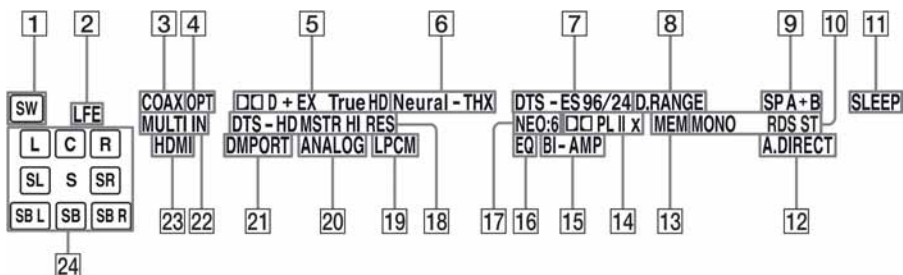 1 2 3 4 5 6 7 8 9 10 11
SW LFE COAX OPT D + EX True HD Neural - THX DTS - ES 96/24 D.RANGE SP A + B SLEEP
MULTI IN DTS - HD MSTR HI RES NEO:6 PL II x MEM MONO RDS ST
L C R HDMI DMPORT ANALOG LPCM EQ BI - AMP A.DIRECT
SL S SR
SB L SB SB R
23 22 21 20 19 18 17 16 15 14 13 12
24